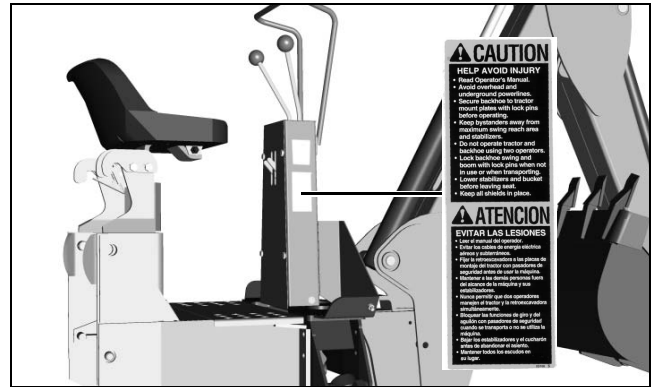 CAUTION
HELP AVOID INJURY
• Read Operator's Manual.
• Avoid overhead and
underground powerlines.
• Secure backhoe to tractor
mount plates with lock pins
before operating.
• Keep bystanders away from
maximum swing reach area
and stabilizers.
• Do not operate tractor and
backhoe using two operators.
• Lock backhoe swing and
boom with lock pins when not
in use or when transporting.
• Lower stabilizers and bucket
before leaving seat.
• Keep all shields in place.
ATENCION
EVITAR LAS LESIONES
• Leer el manual del operador.
• Evitar los cables de energía eléctrica
aéreos y subterránea.
• Fijar la retroexcavadora a las placas de
montaje del tractor con pasadores de
seguridad antes de usar la máquina.
• Mantener a las demás personas fuera
del alcance de la máquina y sus
estabilizadores.
• Nunca permitir que dos operadores
manejen el tractor y la retroexcavadora
simultáneamente.
• Bloquear las funciones de giro y del
aguilón con pasadores de seguridad
cuando se transporta o no se utiliza la
máquina.
• Bajar los estabilizadores y el cucharón
antes de abandonar el asiento.
• Mantener todos los escudos en
su lugar.